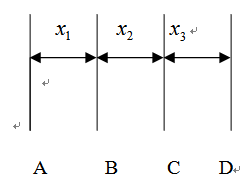 x₁ x₂ x₃↵
↵
↵
A B C D↵